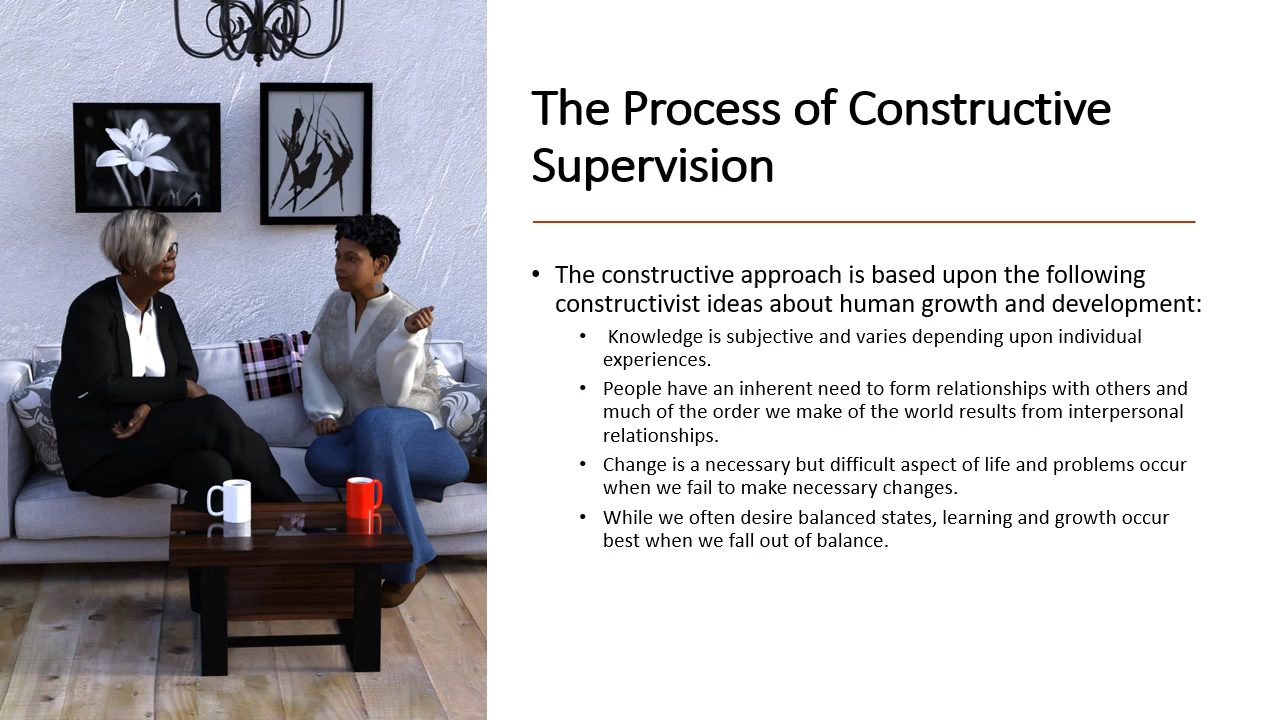 The Process of Constructive
Supervision
• The constructive approach is based upon the following
constructivist ideas about human growth and development:
• Knowledge is subjective and varies depending upon individual
experiences.
• People have an inherent need to form relationships with others and
much of the order we make of the world results from interpersonal
relationships.
• Change is a necessary but difficult aspect of life and problems occur
when we fail to make necessary changes.
• While we often desire balanced states, learning and growth occur
best when we fall out of balance.